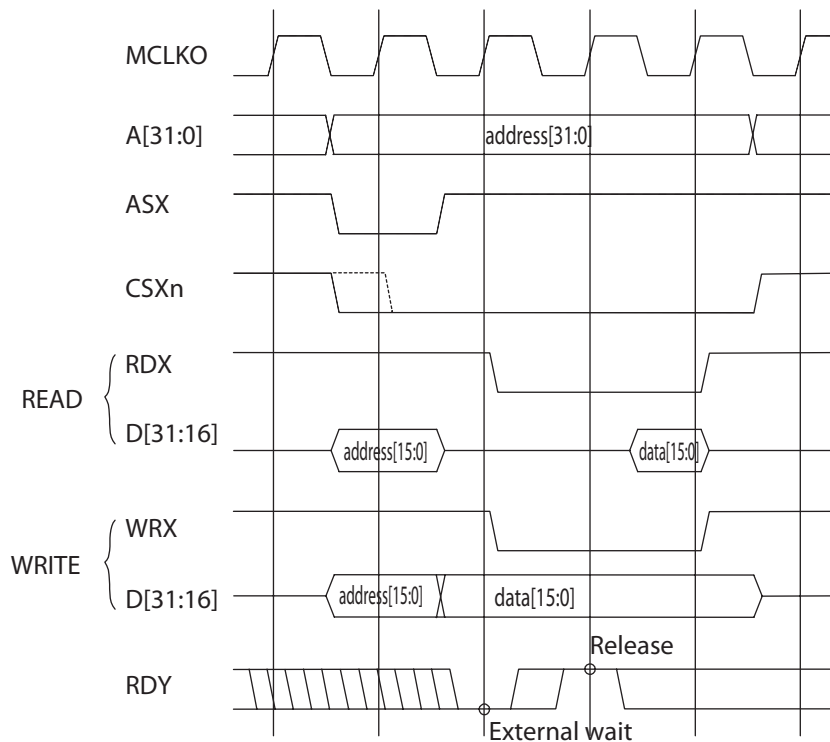 MCLKO
A[31:0]
address[31:0]
ASX
CSXn
READ
RDX
D[31:16]
address[15:0]
data[15:0]
WRITE
WRX
D[31:16]
address[15:0]
data[15:0]
Release
RDY
External wait